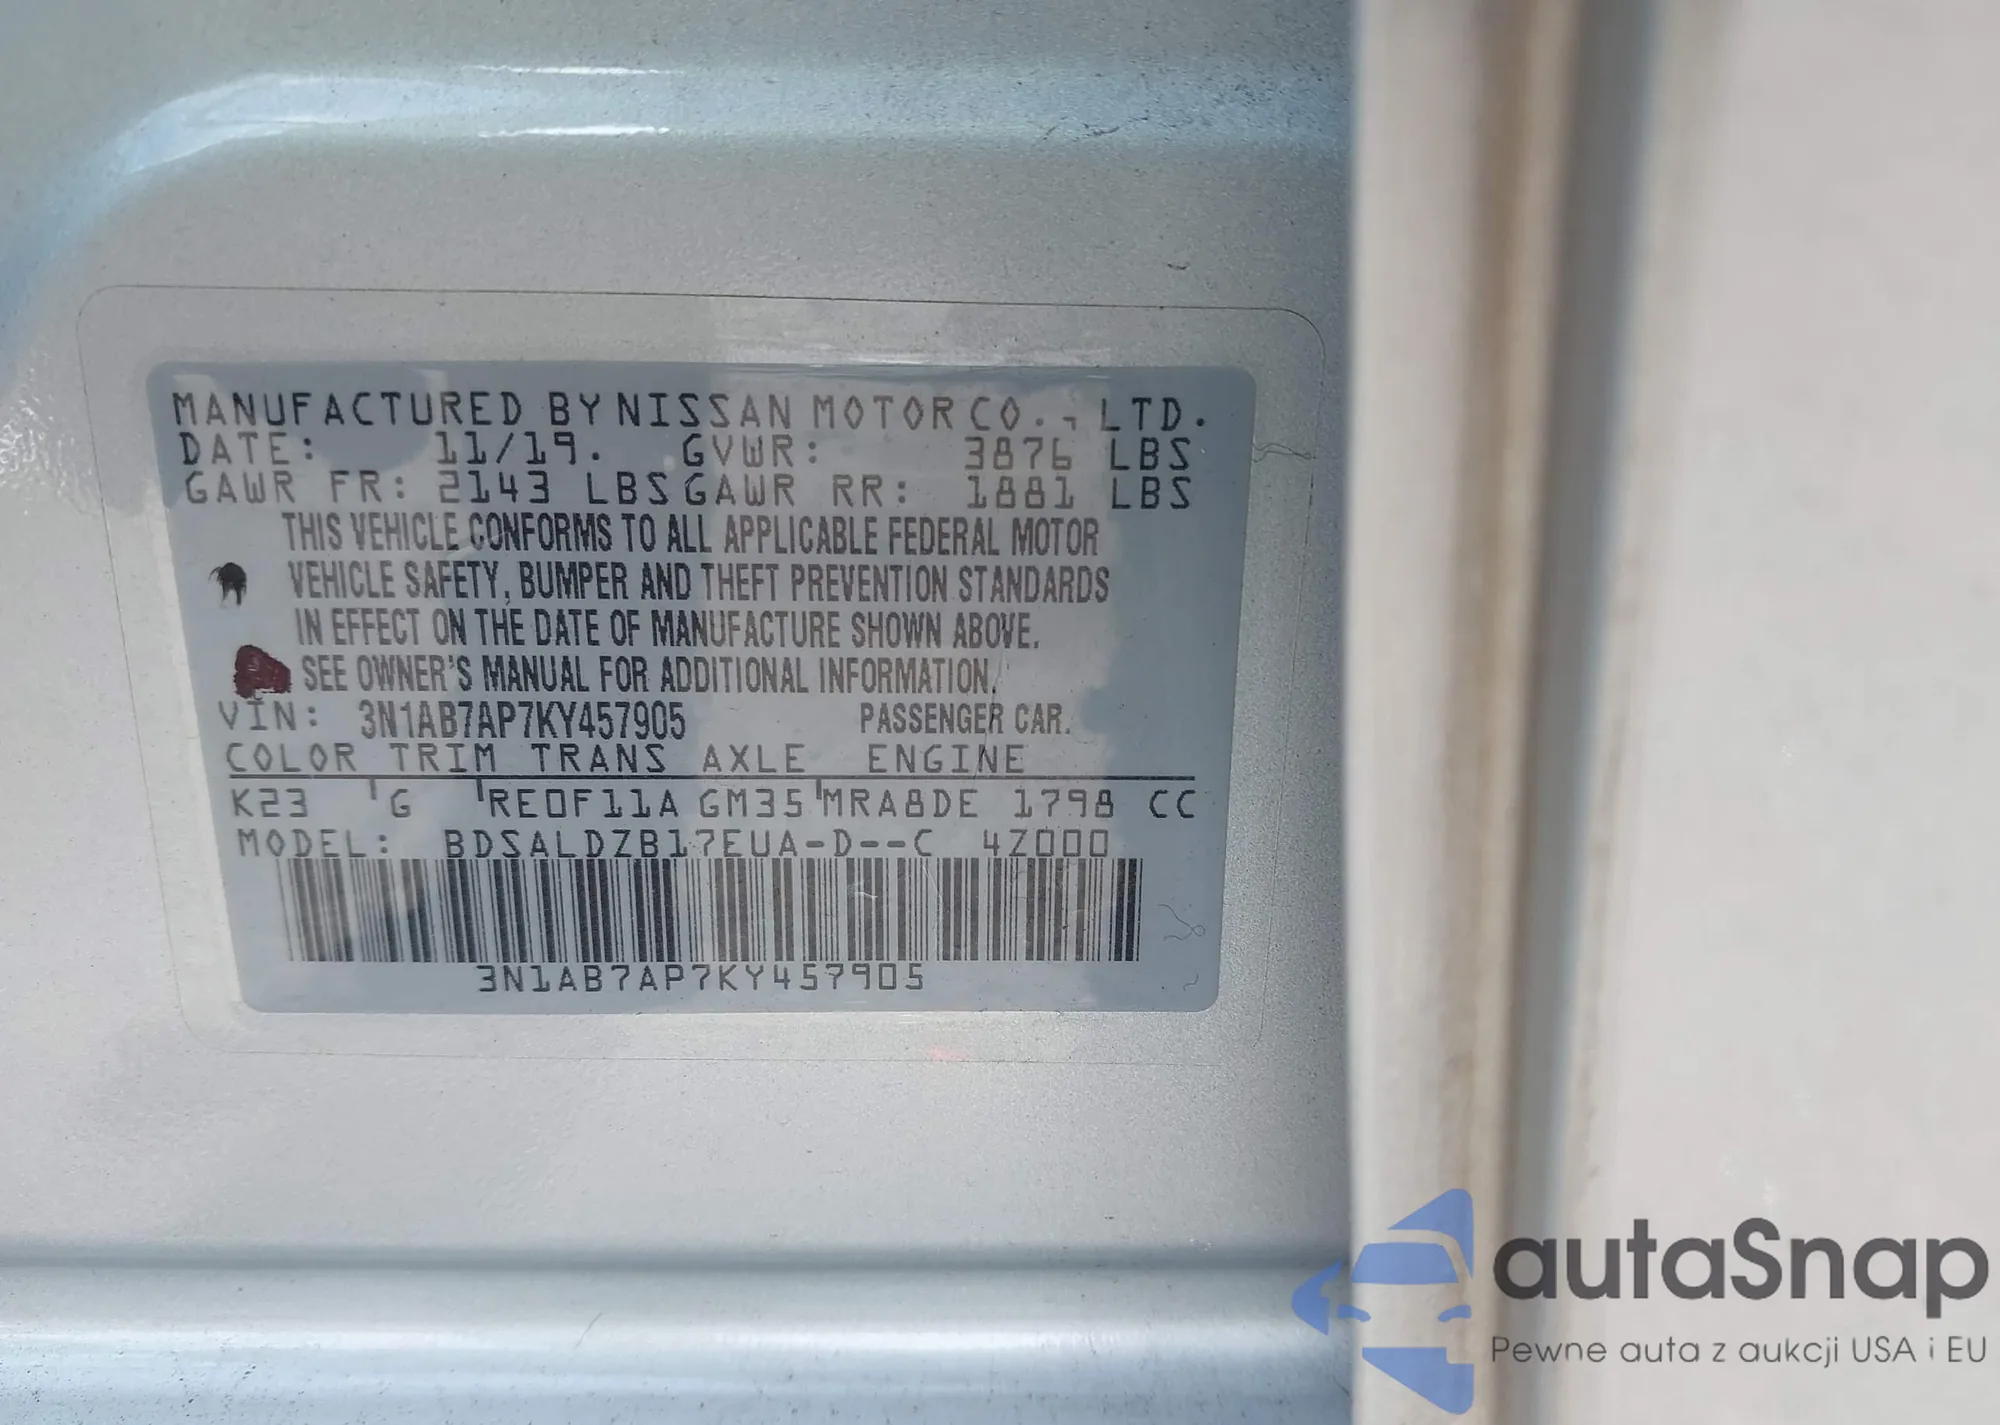 MANUFACTURED BY NISSAN MOTOR CO., LTD.
DATE: 11/19. GVWR: 3876 LBS
GAWR FR: 2143 LBS GAWR RR: 1881 LBS
THIS VEHICLE CONFORMS TO ALL APPLICABLE FEDERAL MOTOR
VEHICLE SAFETY, BUMPER AND THEFT PREVENTION STANDARDS
IN EFFECT ON THE DATE OF MANUFACTURE SHOWN ABOVE.
SEE OWNER'S MANUAL FOR ADDITIONAL INFORMATION.
VIN: 3N1AB7AP7KY457905 PASSENGER CAR.
COLOR TRIM TRANS AXLE ENGINE
K23 G RE0F11A GM35 MRA8DE 1798 CC
MODEL: BDSALDZB17EUA-D--C 4Z000
3N1AB7AP7KY457905
autaSnap
Pewne auta z aukcji USA i EU